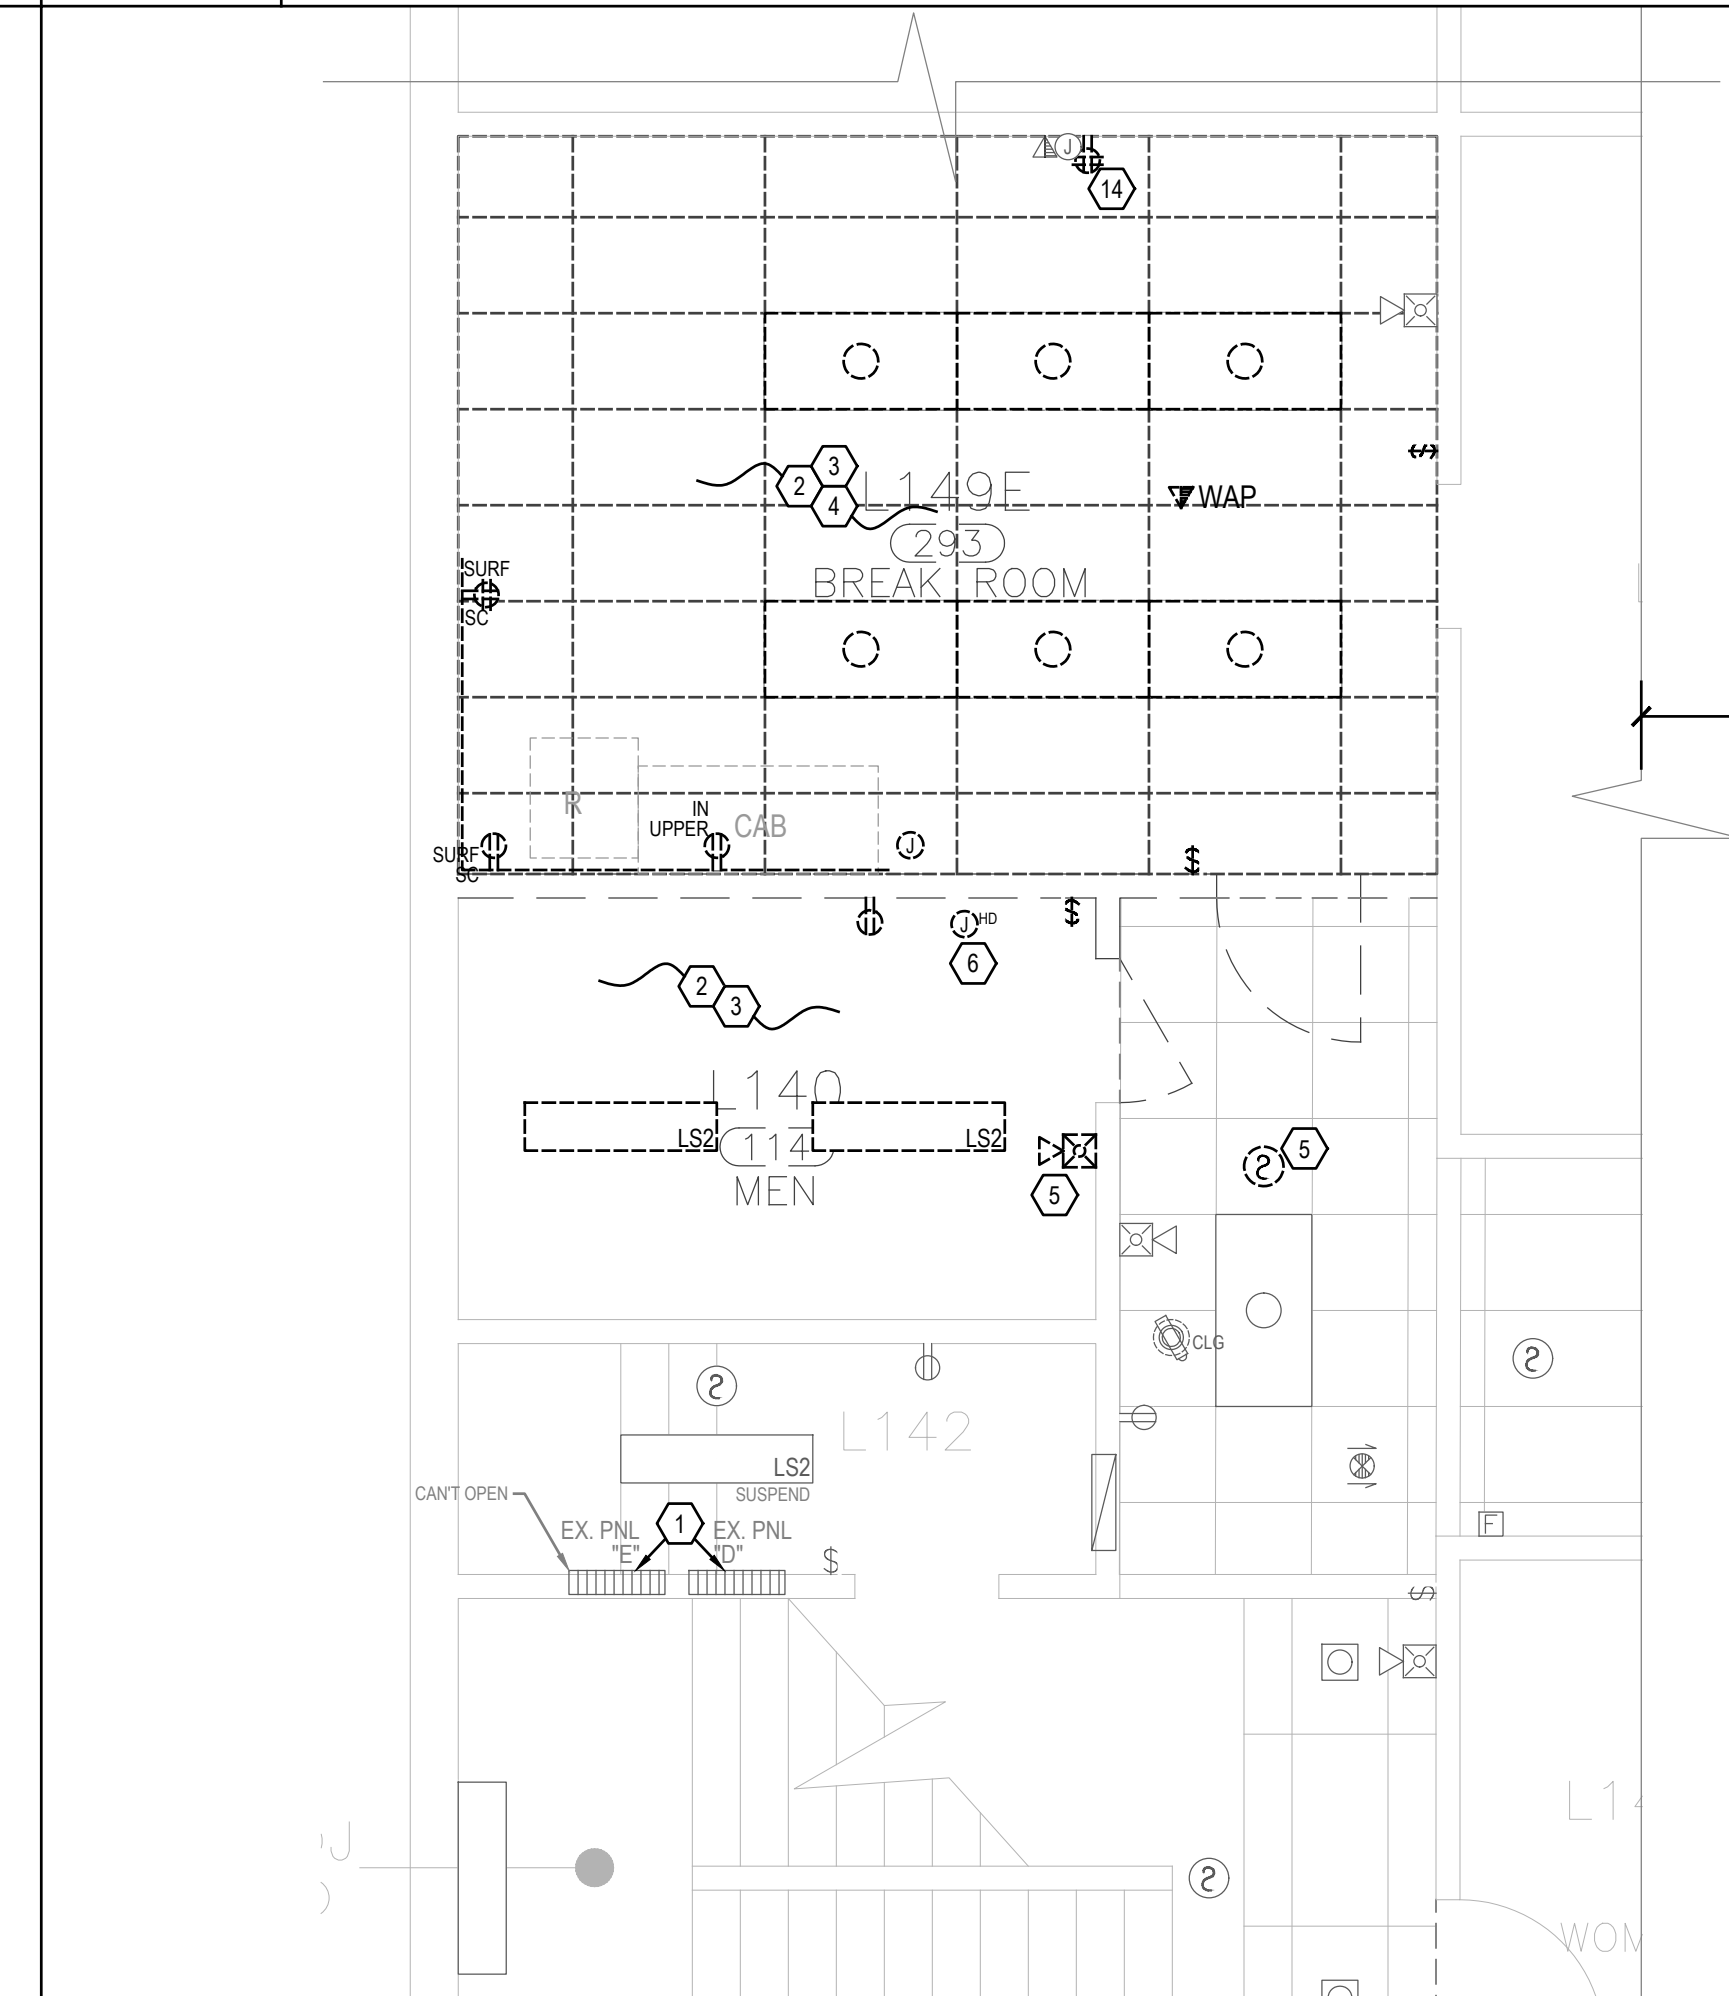 J
14
3
2
4
L149E
293
BREAK ROOM
WAP
SURF
SC
R
IN
UPPER
CAB
J
SURF
SC
$
$
J HD
6
2
3
L140
LS2
114
LS2
MEN
5
5
CLG
L142
LS2
SUSPEND
CAN'T OPEN
EX. PNL
"E"
1
EX. PNL
"D"
$
F
L14
J
WOM